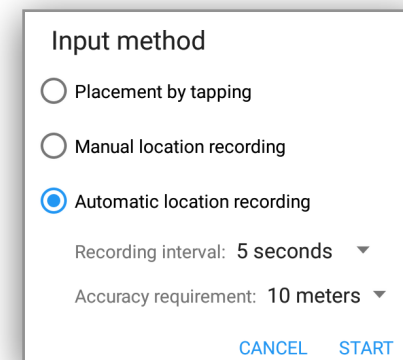 Input method
Placement by tapping
Manual location recording
Automatic location recording
Recording interval: 5 seconds
Accuracy requirement: 10 meters
CANCEL START